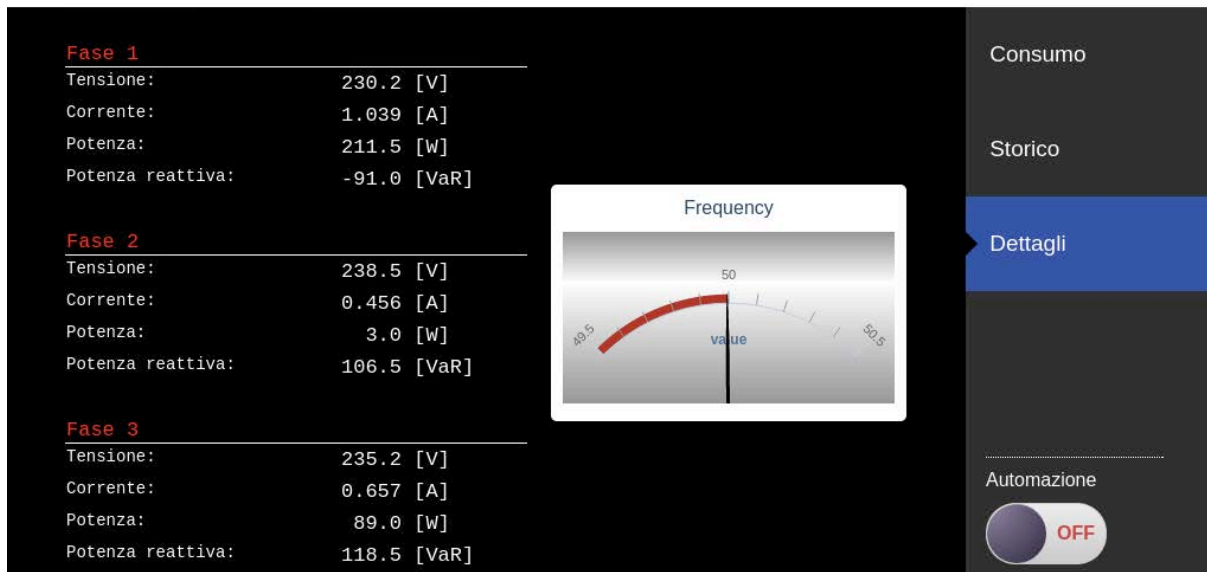 Fase 1
Tensione: 230.2 [V]
Corrente: 1.039 [A]
Potenza: 211.5 [W]
Potenza reattiva: -91.0 [VaR]
Fase 2
Tensione: 238.5 [V]
Corrente: 0.456 [A]
Potenza: 3.0 [W]
Potenza reattiva: 106.5 [VaR]
Fase 3
Tensione: 235.2 [V]
Corrente: 0.657 [A]
Potenza: 89.0 [W]
Potenza reattiva: 118.5 [VaR]
Frequency
50
49.5
50.5
value
Consumo
Storico
Dettagli
Automazione
OFF